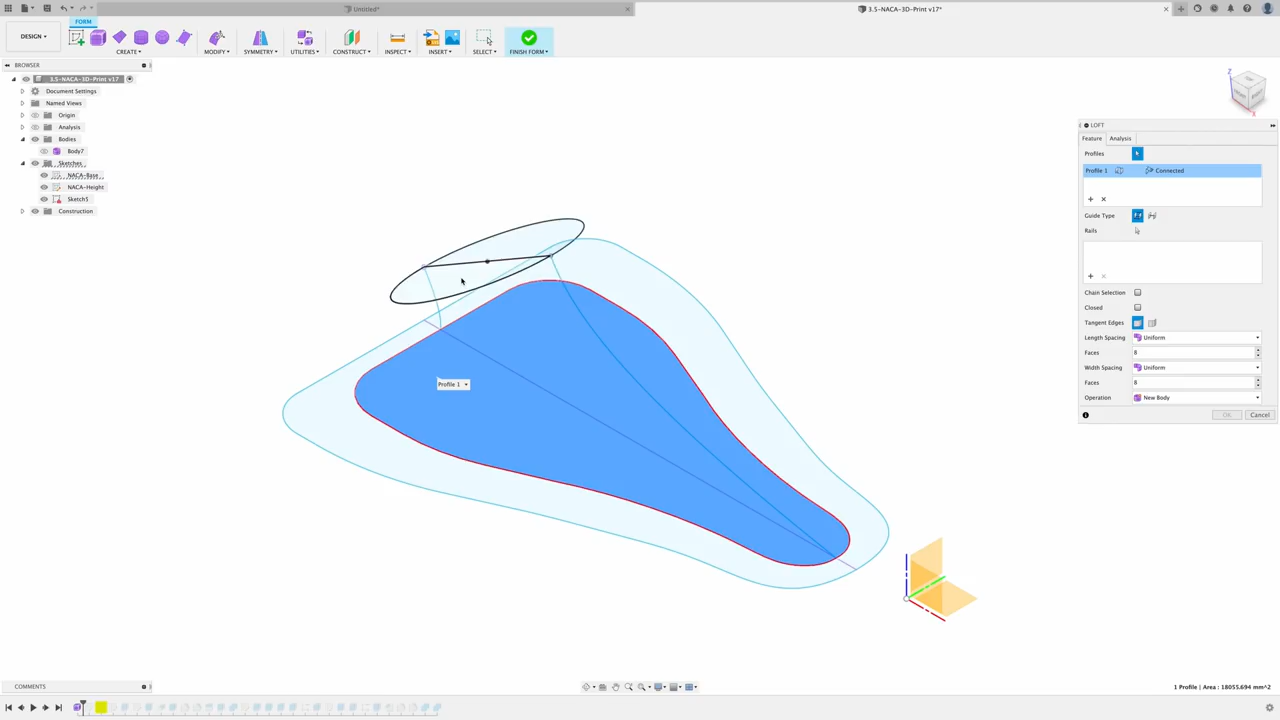 Untitled*
3.5-NACA-3D-Print v17*
FORM
DESIGN
CREATE
MODIFY
SYMMETRY
UTILITIES
CONSTRUCT
INSPECT
INSERT
SELECT
FINISH FORM
BROWSER
3.5-NACA-3D-Print v17
Document Settings
Named Views
Origin
Analysis
Bodies
Body7
Sketches
NACA-Base
NACA-Height
Sketch5
Construction
Z
X
LOFT
Feature
Analysis
Profiles
Profile 1
Connected
Guide Type
Rails
Chain Selection
Closed
Tangent Edges
Length Spacing
Uniform
Faces
8
Width Spacing
Uniform
Faces
8
Operation
New Body
OK
Cancel
Profile 1
COMMENTS
1 Profile | Area : 18055.694 mm^2